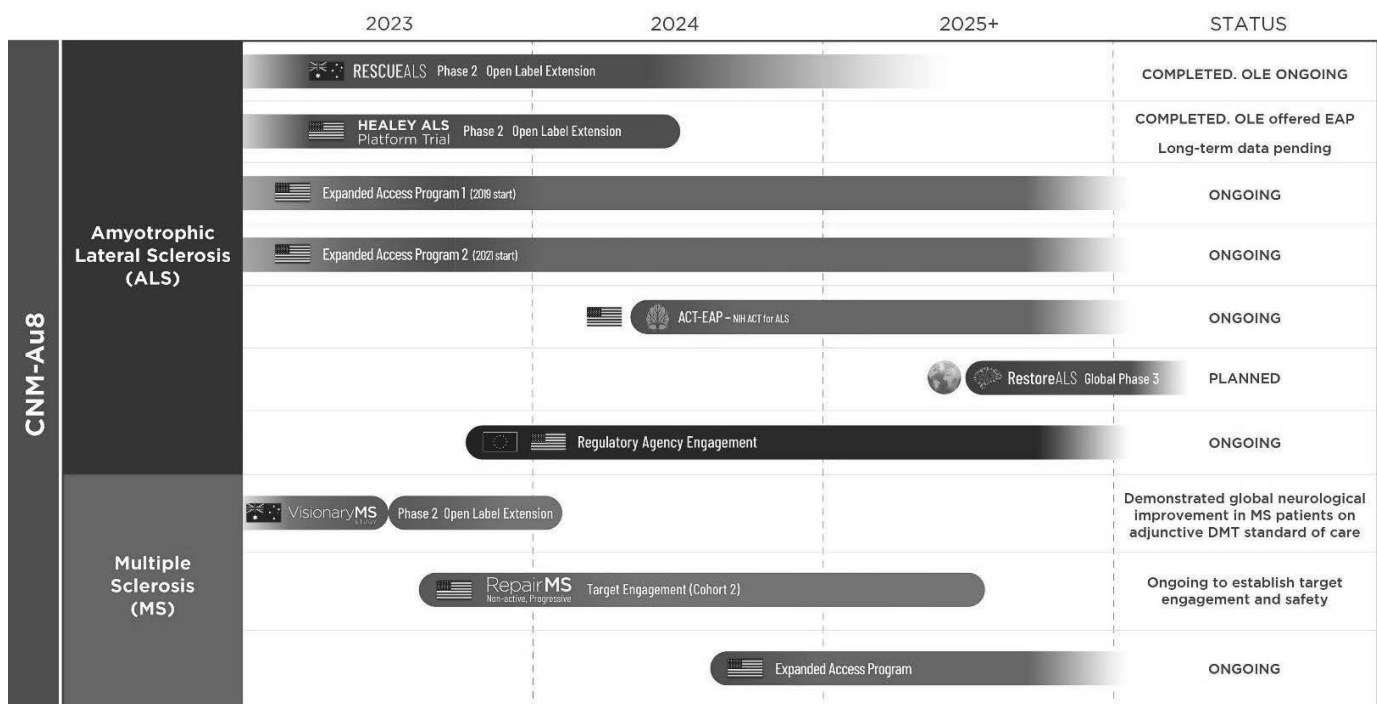 2023 2024 2025+ STATUS
CNM-Au8
Amyotrophic
Lateral Sclerosis
(ALS)
RESCUEALS Phase 2 Open Label Extension
COMPLETED. OLE ONGOING
HEALEY ALS
Platform Trial
Phase 2 Open Label Extension
COMPLETED. OLE offered EAP
Long-term data pending
Expanded Access Program 1 (2019 start)
ONGOING
Expanded Access Program 2 (2021 start)
ONGOING
ACT-EAP – NIH ACT for ALS
ONGOING
RestoreALS Global Phase 3
PLANNED
Regulatory Agency Engagement
ONGOING
Multiple
Sclerosis
(MS)
VisionaryMS
STUDY
Phase 2 Open Label Extension
Demonstrated global neurological
improvement in MS patients on
adjunctive DMT standard of care
RepairMS
Non-active, Progressive
Target Engagement (Cohort 2)
Ongoing to establish target
engagement and safety
Expanded Access Program
ONGOING